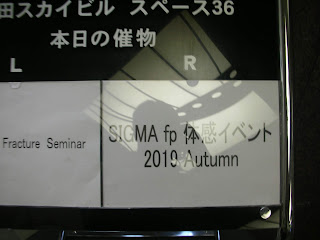 田スカイビル スペース36
本日の催物
L R
Fracture Seminar
SIGMA fp 体感イベント
2019 Autumn